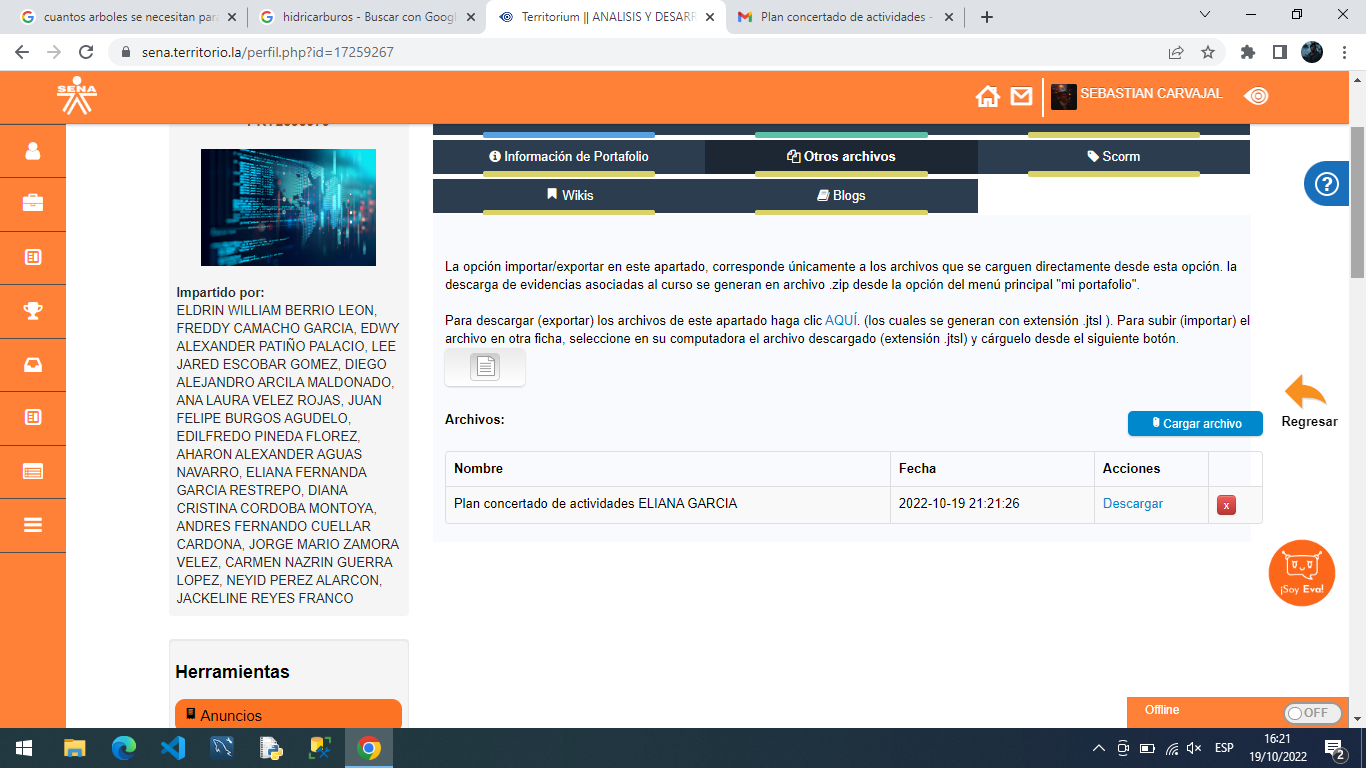 cuantos arboles se necesitan para
hidricarburos - Buscar con Googl
Territorium || ANALISIS Y DESARR
Plan concertado de actividades -
sena.territorio.la/perfil.php?id=17259267
SENA
SEBASTIAN CARVAJAL
Información de Portafolio
Otros archivos
Scorm
Wikis
Blogs
Impartido por:
ELDRIN WILLIAM BERRIO LEON,
FREDDY CAMACHO GARCIA, EDWY
ALEXANDER PATIÑO PALACIO, LEE
JARED ESCOBAR GOMEZ, DIEGO
ALEJANDRO ARCILA MALDONADO,
ANA LAURA VELEZ ROJAS, JUAN
FELIPE BURGOS AGUDELO,
EDILFREDO PINEDA FLOREZ,
AHARON ALEXANDER AGUAS
NAVARRO, ELIANA FERNANDA
GARCIA RESTREPO, DIANA
CRISTINA CORDOBA MONTOYA,
ANDRES FERNANDO CUELLAR
CARDONA, JORGE MARIO ZAMORA
VELEZ, CARMEN NAZRIN GUERRA
LOPEZ, NEYID PEREZ ALARCON,
JACKELINE REYES FRANCO
Herramientas
Anuncios
La opción importar/exportar en este apartado, corresponde únicamente a los archivos que se carguen directamente desde esta opción. la
descarga de evidencias asociadas al curso se generan en archivo .zip desde la opción del menú principal "mi portafolio".
Para descargar (exportar) los archivos de este apartado haga clic AQUÍ. (los cuales se generan con extensión .jtsl ). Para subir (importar) el
archivo en otra ficha, seleccione en su computadora el archivo descargado (extensión .jtsl) y cárguelo desde el siguiente botón.
Archivos:
Cargar archivo
Regresar
Nombre Fecha Acciones
Plan concertado de actividades ELIANA GARCIA 2022-10-19 21:21:26 Descargar x
¡Soy Eva!
Offline OFF
ESP
16:21
19/10/2022
2